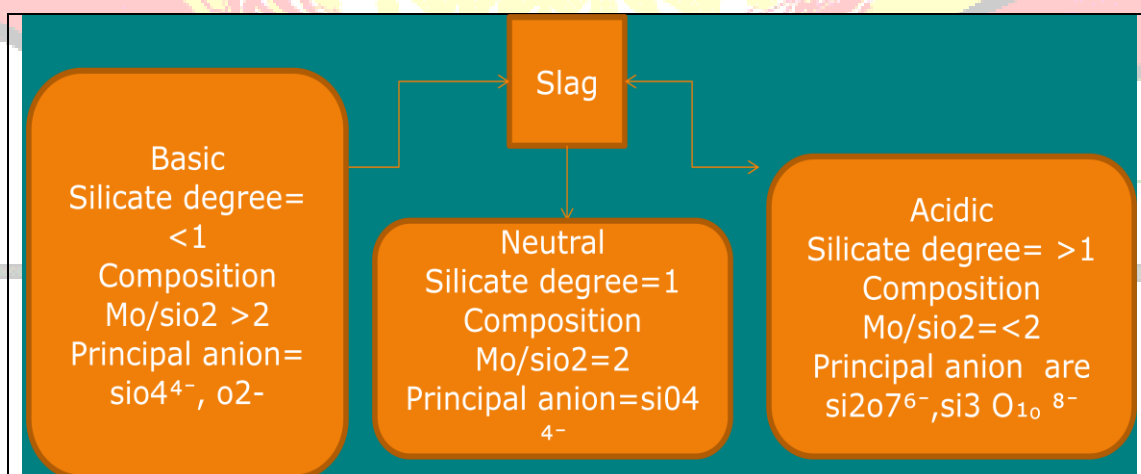 Slag
Basic
Silicate degree=
<1
Composition
Mo/sio2 >2
Principal anion=
sio4⁴⁻, o2-
Neutral
Silicate degree=1
Composition
Mo/sio2=2
Principal anion=si04
⁴⁻
Acidic
Silicate degree= >1
Composition
Mo/sio2=<2
Principal anion are
si2o7⁶⁻,si3 O₁₀ ⁸⁻